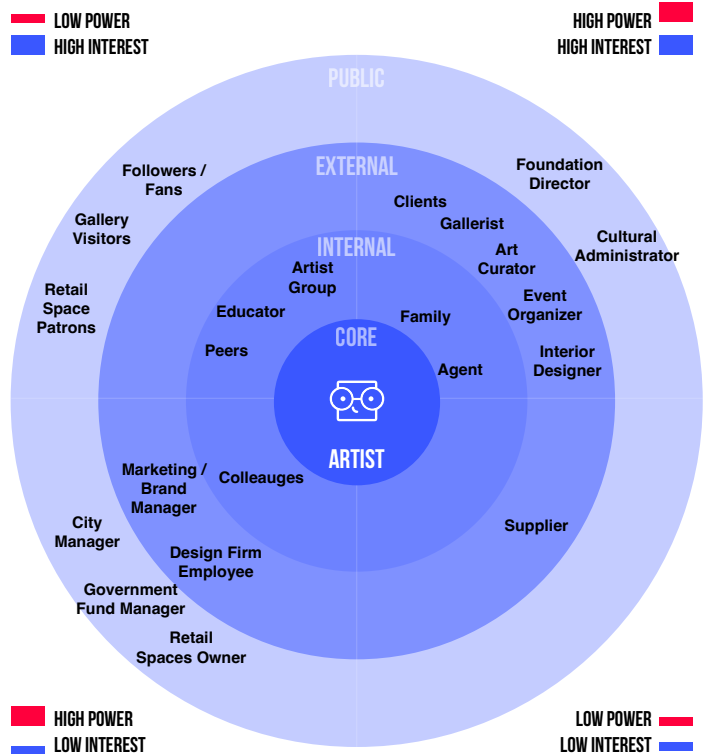 LOW POWER
HIGH INTEREST
HIGH POWER
HIGH INTEREST
PUBLIC
EXTERNAL
INTERNAL
CORE
ARTIST
Followers /
Fans
Gallery
Visitors
Retail
Space
Patrons
Artist
Group
Educator
Peers
Clients
Gallerist
Art
Curator
Event
Organizer
Interior
Designer
Family
Agent
Foundation
Director
Cultural
Administrator
Marketing /
Brand
Manager
Colleauges
City
Manager
Design Firm
Employee
Government
Fund Manager
Retail
Spaces Owner
Supplier
HIGH POWER
LOW INTEREST
LOW POWER
LOW INTEREST